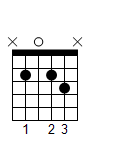 × ○ ×
1 2 3